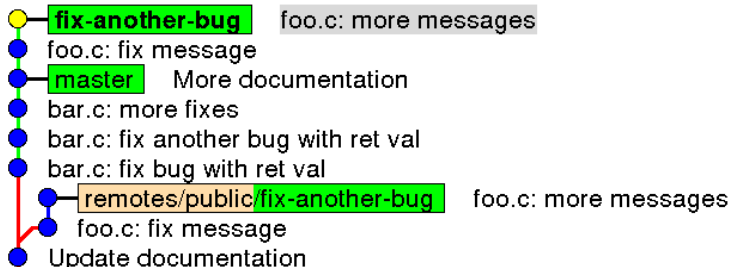 fix-another-bug foo.c: more messages
foo.c: fix message
master More documentation
bar.c: more fixes
bar.c: fix another bug with ret val
bar.c: fix bug with ret val
remotes/public/fix-another-bug foo.c: more messages
foo.c: fix message
Update documentation